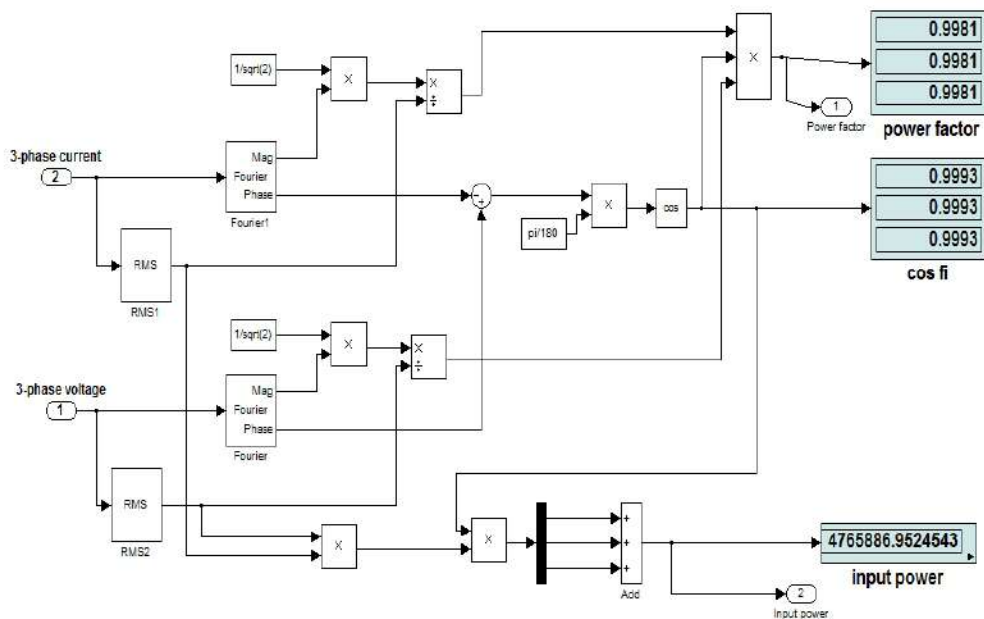 0.9981
0.9981
0.9981
power factor
1/sqrt(2)
X
X
÷
X
1
Power factor
3-phase current
2
Mag
Fourier
Phase
Fourier1
-
+
X
pi/180
cos
0.9993
0.9993
0.9993
cos fi
RMS
RMS1
1/sqrt(2)
X
X
÷
3-phase voltage
1
Mag
Fourier
Phase
Fourier
RMS
RMS2
X
X
+
+
+
Add
4765886.9524543
input power
2
Input power